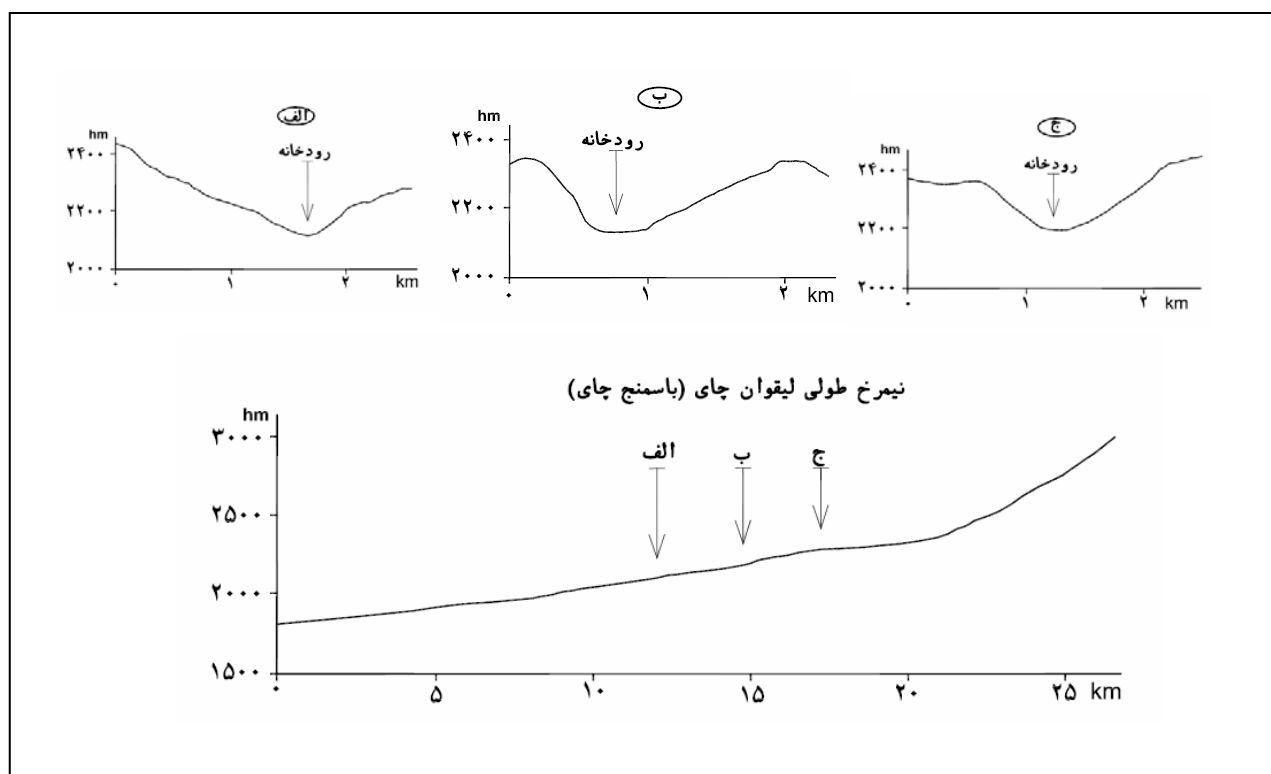 الف
hm
۲۴۰۰
۲۲۰۰
۲۰۰۰
رودخانه
۰ ۱ ۲ km
ب
hm
۲۴۰۰
۲۲۰۰
۲۰۰۰
رودخانه
۰ ۱ ۲ km
ج
hm
۲۴۰۰
۲۲۰۰
۲۰۰۰
رودخانه
۰ ۱ ۲ km
نیمرخ طولی لیقوان چای (باسمنج چای)
hm
۳۰۰۰
۲۵۰۰
۲۰۰۰
۱۵۰۰
الف ب ج
۰ ۵ ۱۰ ۱۵ ۲۰ ۲۵ km